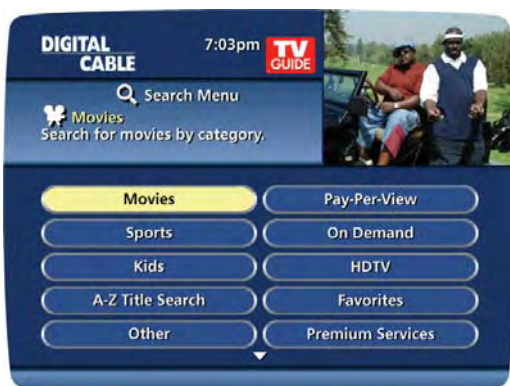 DIGITAL
CABLE
7:03pm
TV
GUIDE
Search Menu
Movies
Search for movies by category.
Movies
Pay-Per-View
Sports
On Demand
Kids
HDTV
A-Z Title Search
Favorites
Other
Premium Services